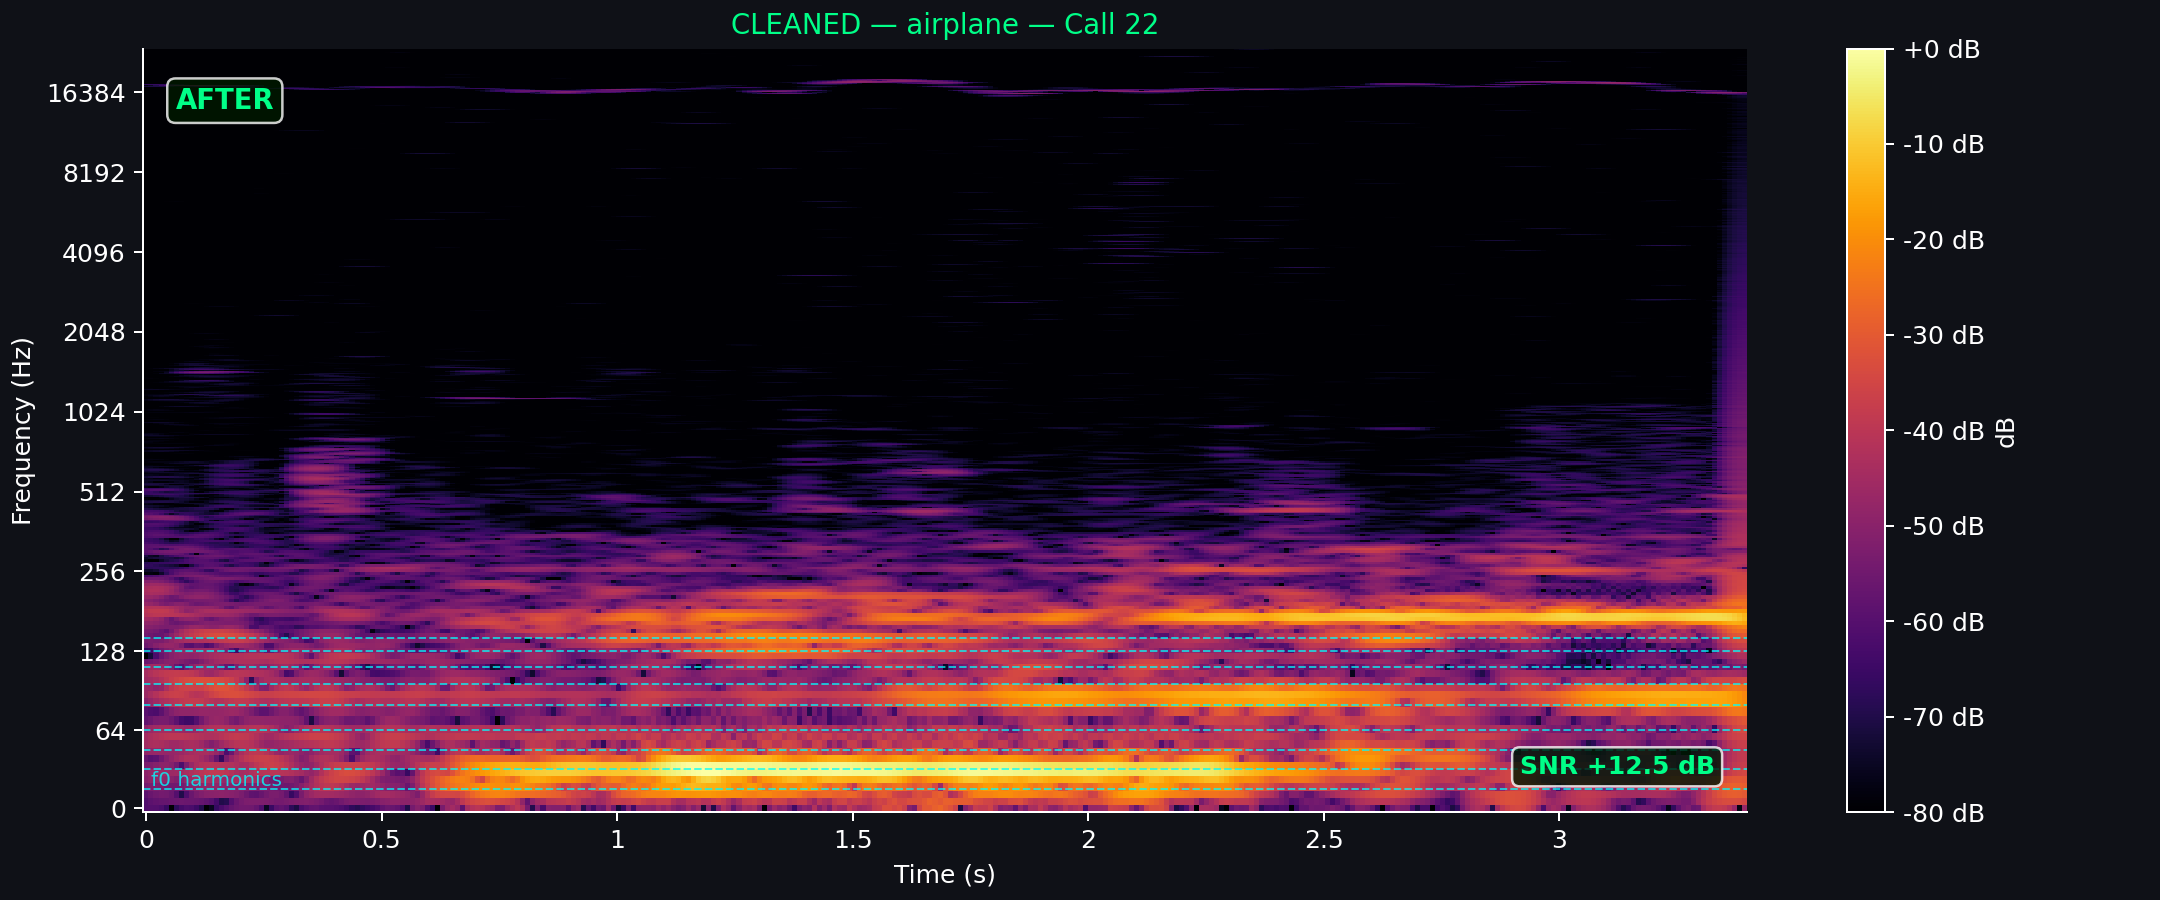 CLEANED — airplane — Call 22
AFTER
16384
8192
4096
2048
1024
512
256
128
64
0
Frequency (Hz)
f0 harmonics
SNR +12.5 dB
0 0.5 1 1.5 2 2.5 3
Time (s)
+0 dB
-10 dB
-20 dB
-30 dB
-40 dB
-50 dB
-60 dB
-70 dB
-80 dB
dB